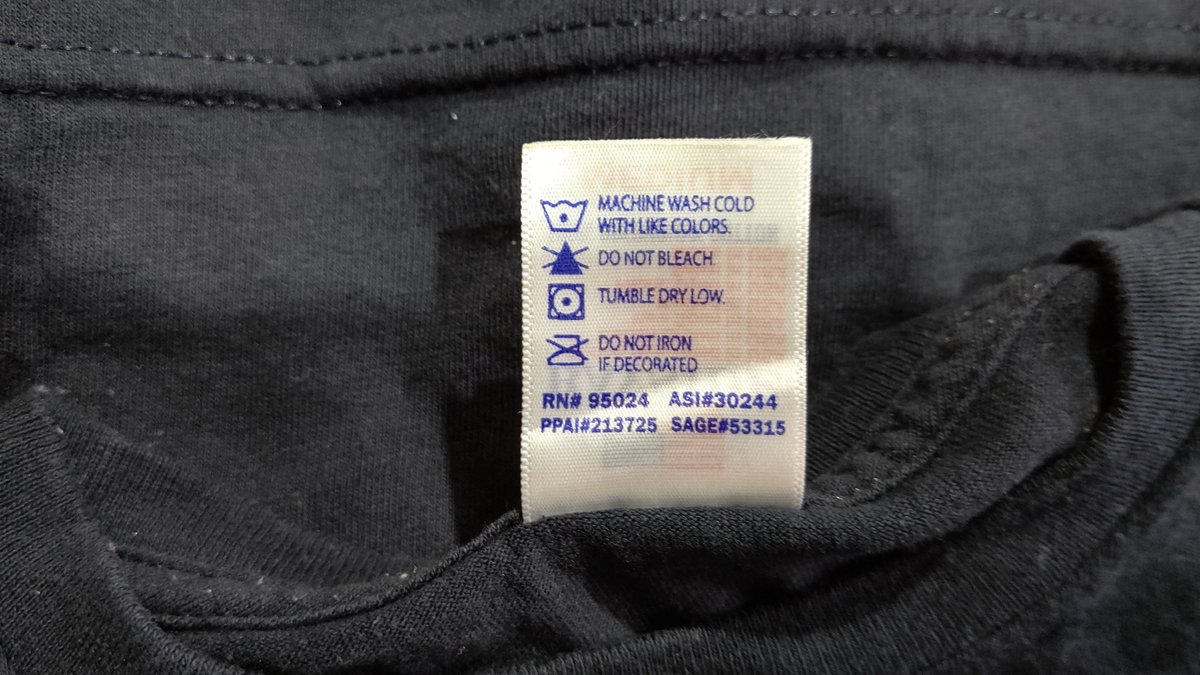 MACHINE WASH COLD
WITH LIKE COLORS.
DO NOT BLEACH.
TUMBLE DRY LOW.
DO NOT IRON
IF DECORATED
RN# 95024 ASI#30244
PPAI#213725 SAGE#53315